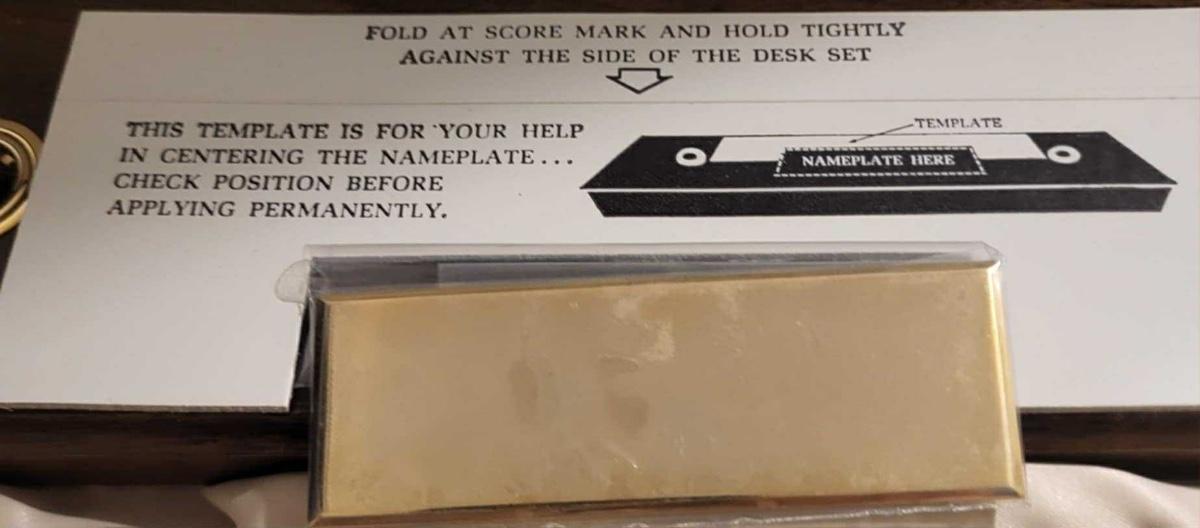 FOLD AT SCORE MARK AND HOLD TIGHTLY
AGAINST THE SIDE OF THE DESK SET
THIS TEMPLATE IS FOR YOUR HELP
IN CENTERING THE NAMEPLATE...
CHECK POSITION BEFORE
APPLYING PERMANENTLY.
TEMPLATE
NAMEPLATE HERE